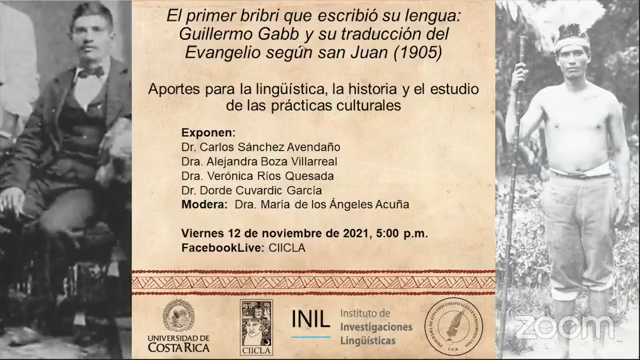 El primer bribri que escribió su lengua:
Guillermo Gabb y su traducción del
Evangelio según san Juan (1905)
Aportes para la lingüística, la historia y el estudio
de las prácticas culturales
Exponen:
Dr. Carlos Sánchez Avendaño
Dra. Alejandra Boza Villarreal
Dra. Verónica Ríos Quesada
Dr. Dorde Cuvardic García
Modera: Dra. María de los Ángeles Acuña
Viernes 12 de noviembre de 2021, 5:00 p.m.
FacebookLive: CIICLA
UNIVERSIDAD DE
COSTA RICA
CIICLA
INIL
Instituto de
Investigaciones
Lingüísticas
zoom